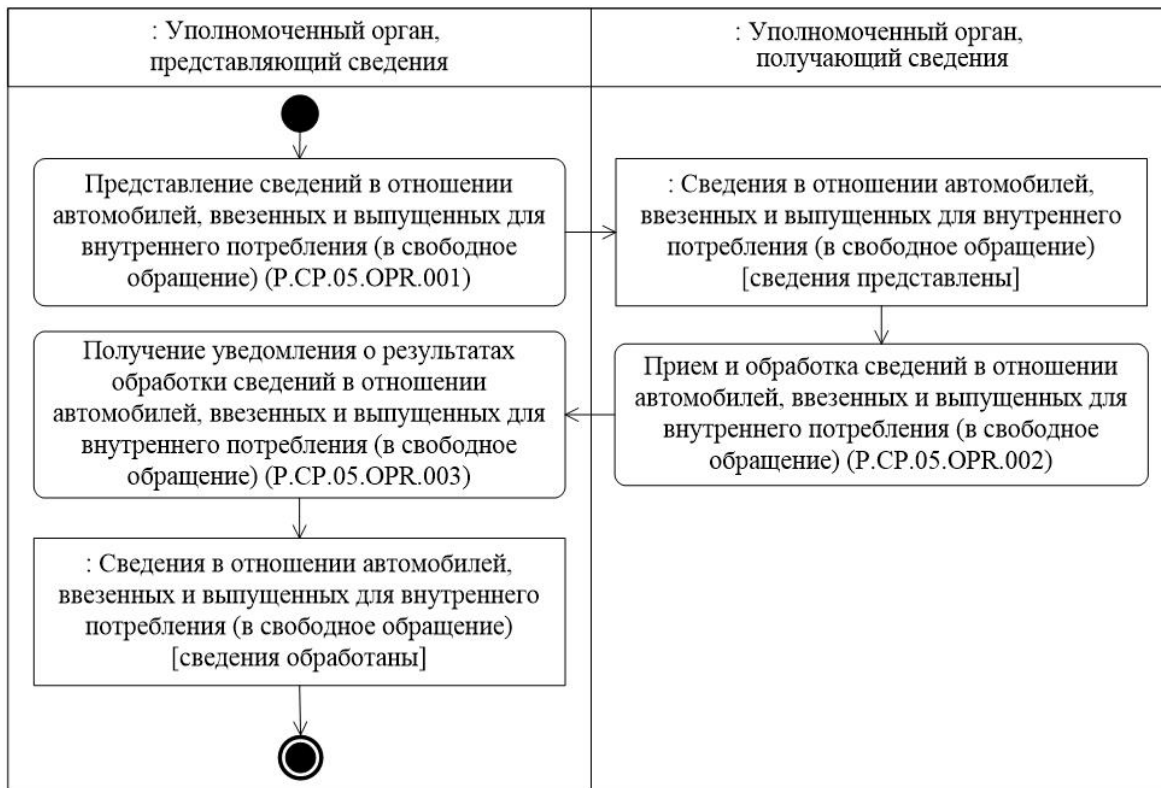 : Уполномоченный орган,
представляющий сведения
: Уполномоченный орган,
получающий сведения
Представление сведений в отношении
автомобилей, ввезенных и выпущенных для
внутреннего потребления (в свободное
обращение) (P.CP.05.OPR.001)
: Сведения в отношении автомобилей,
ввезенных и выпущенных для внутреннего
потребления (в свободное обращение)
[сведения представлены]
Прием и обработка сведений в отношении
автомобилей, ввезенных и выпущенных для
внутреннего потребления (в свободное
обращение) (P.CP.05.OPR.002)
Получение уведомления о результатах
обработки сведений в отношении
автомобилей, ввезенных и выпущенных для
внутреннего потребления (в свободное
обращение) (P.CP.05.OPR.003)
: Сведения в отношении автомобилей,
ввезенных и выпущенных для внутреннего
потребления (в свободное обращение)
[сведения обработаны]